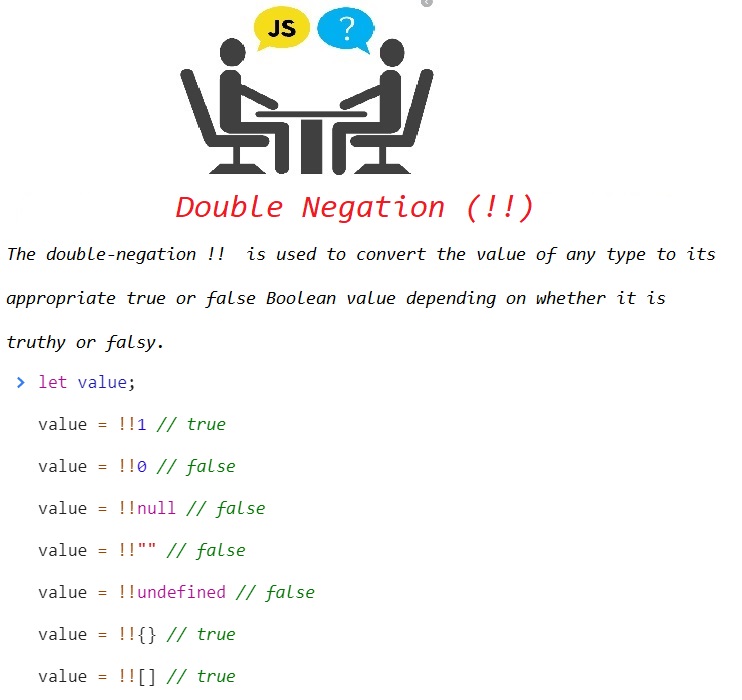 JS ?
Double Negation (!!)
The double-negation !!  is used to convert the value of any type to its
appropriate true or false Boolean value depending on whether it is
truthy or falsy.
> let value;
value = !!1 // true
value = !!0 // false
value = !!null // false
value = !!"" // false
value = !!undefined // false
value = !!{} // true
value = !![] // true